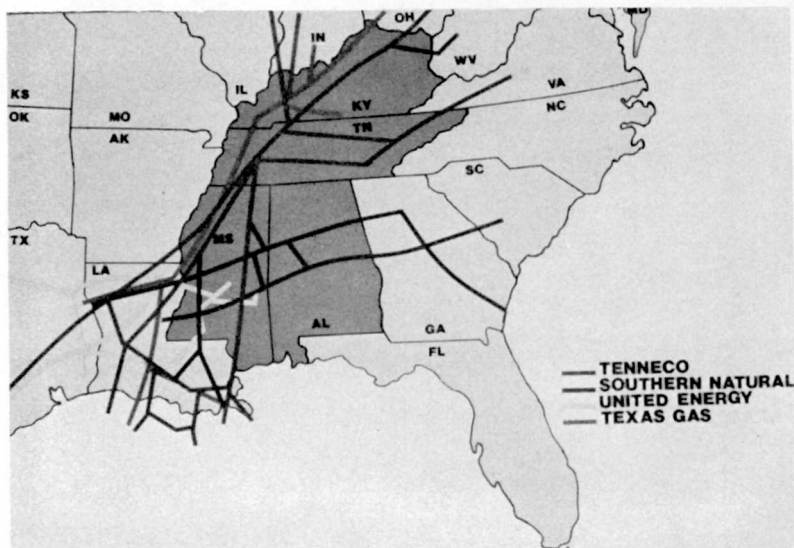 OH
MD
IN
WV
IL
KS
VA
KY
MO
NC
OK
TN
AK
SC
TX
MS
LA
AL
GA
FL
TENNECO
SOUTHERN NATURAL
UNITED ENERGY
TEXAS GAS